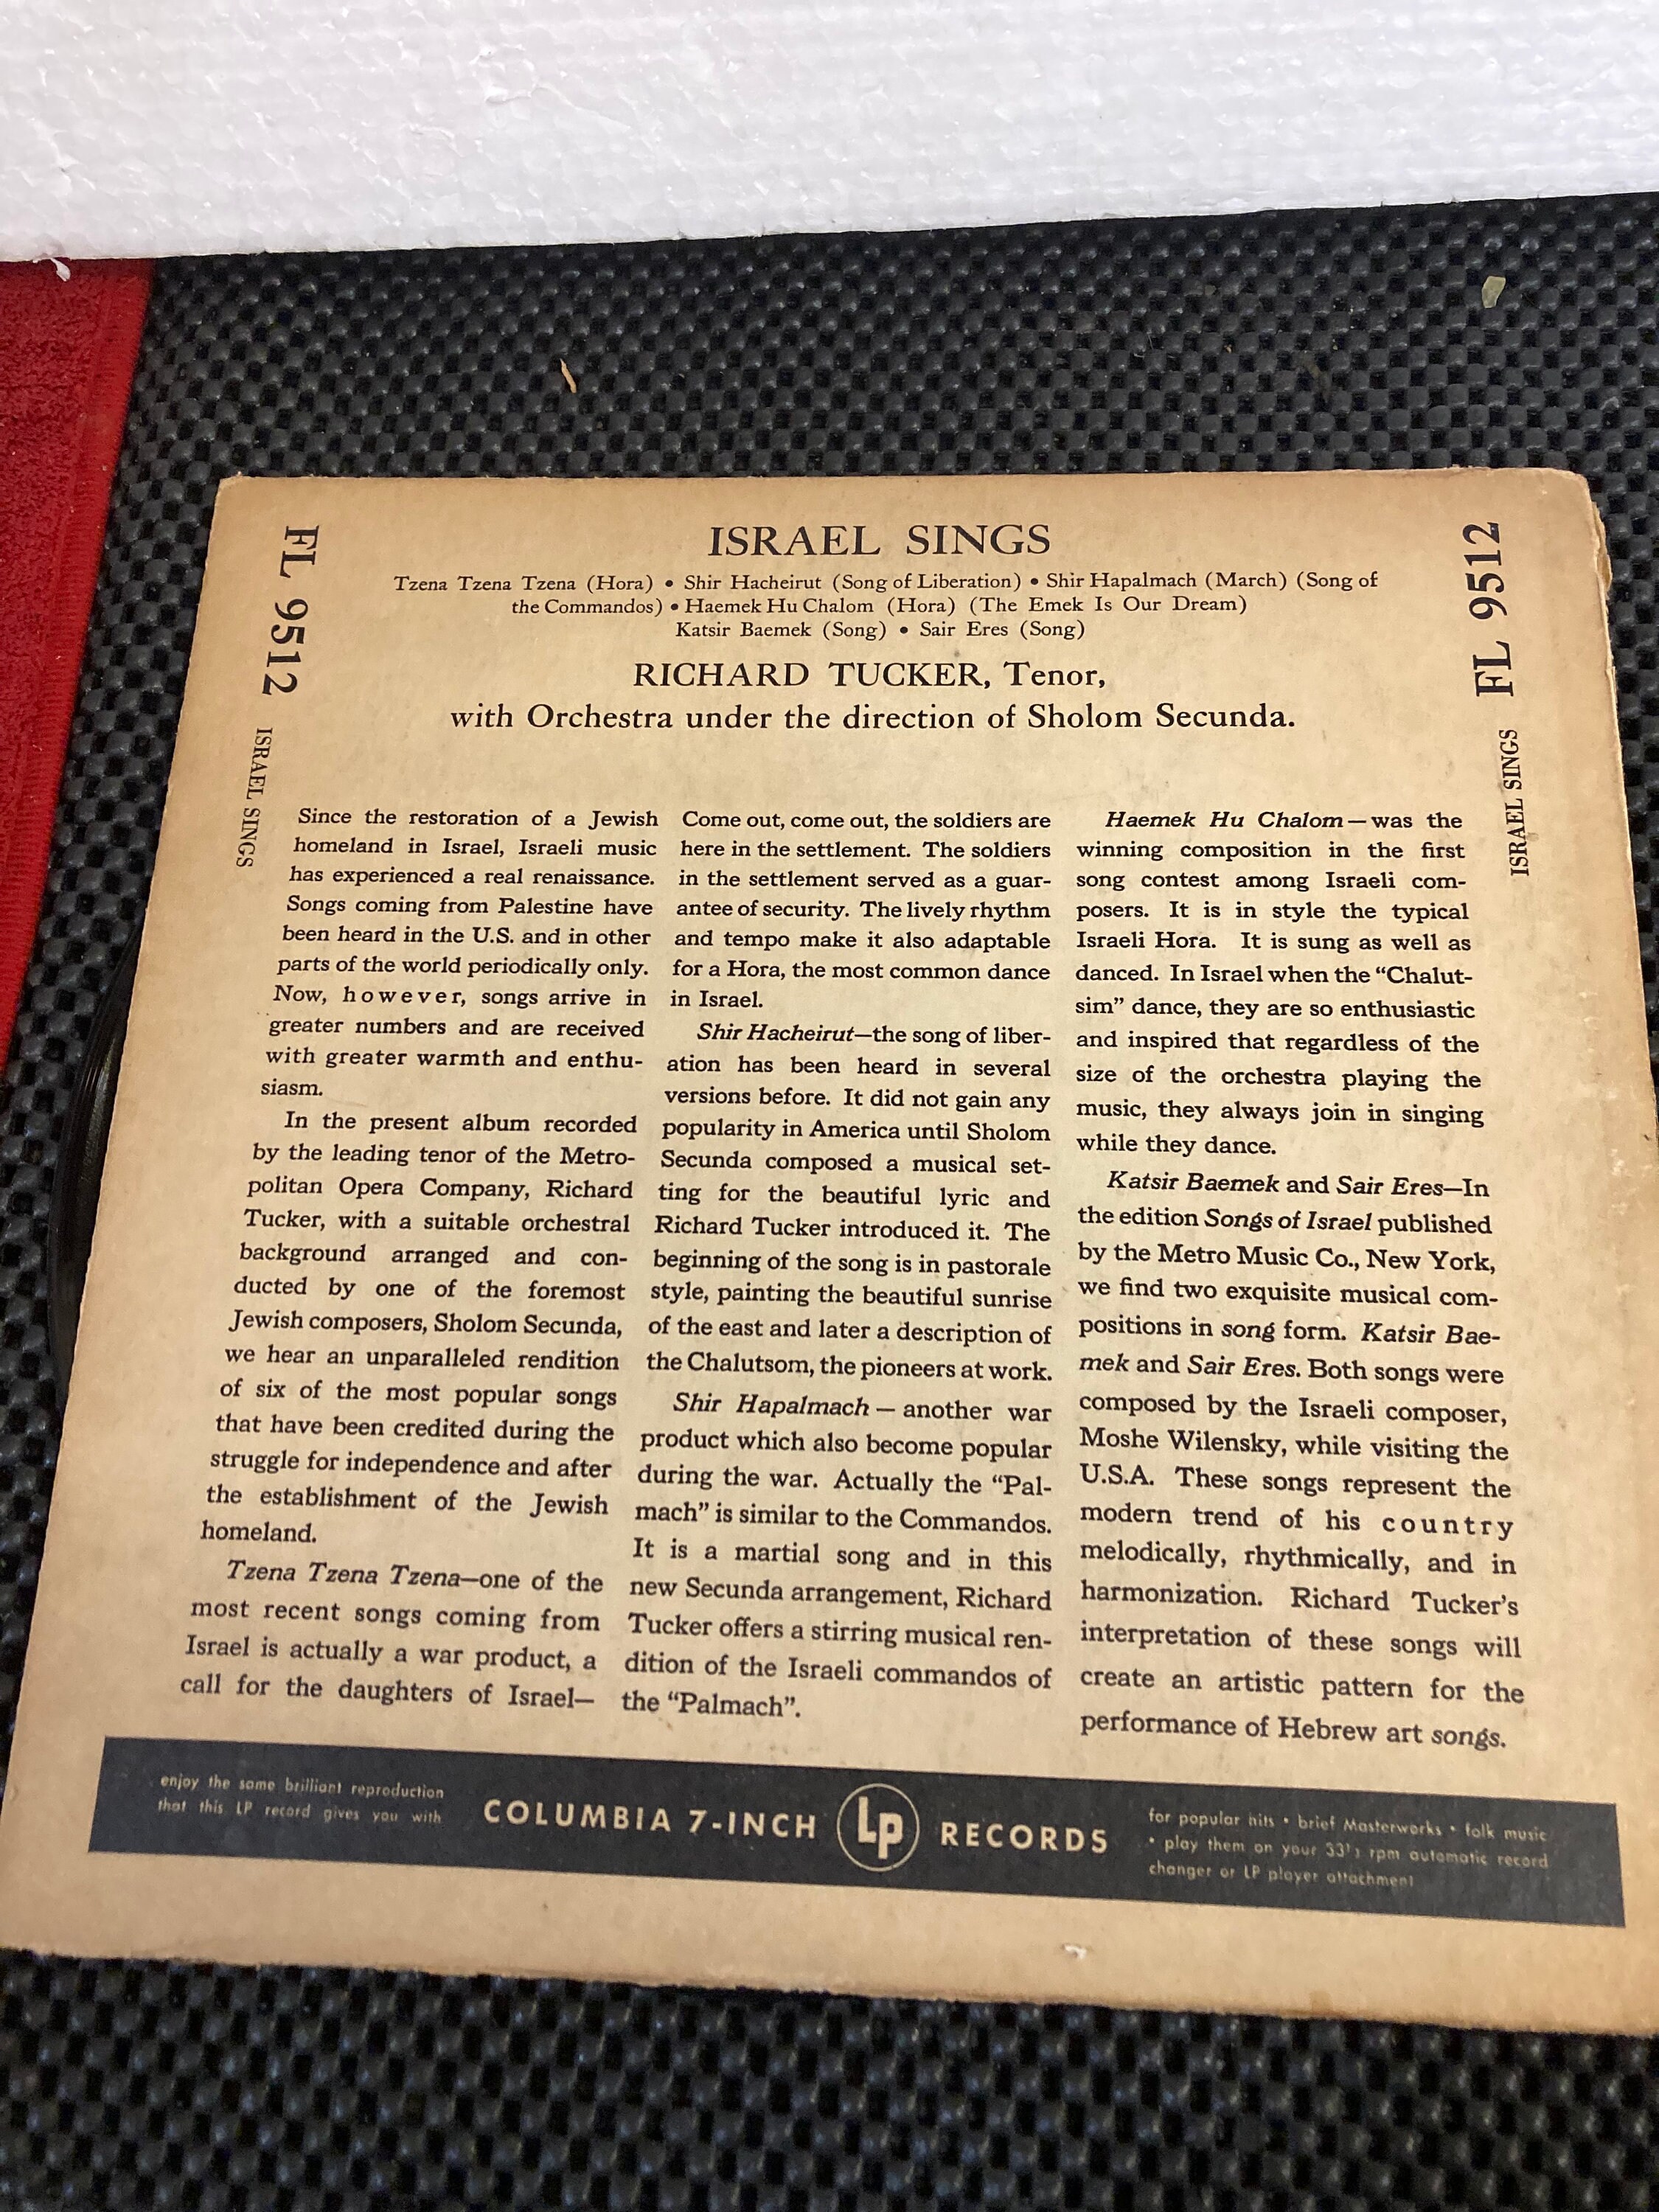 FL 9512 ISRAEL SINGS
ISRAEL SINGS
Tzena Tzena Tzena (Hora) • Shir Hacheirut (Song of Liberation) • Shir Hapalmach (March) (Song of
the Commandos) • Haemek Hu Chalom (Hora) (The Emek Is Our Dream)
Katsir Baemek (Song) • Sair Eres (Song)
RICHARD TUCKER, Tenor,
with Orchestra under the direction of Sholom Secunda.
FL 9512 ISRAEL SINGS
Since the restoration of a Jewish
homeland in Israel, Israeli music
has experienced a real renaissance.
Songs coming from Palestine have
been heard in the U.S. and in other
parts of the world periodically only.
Now, however, songs arrive in
greater numbers and are received
with greater warmth and enthu-
siasm.
In the present album recorded
by the leading tenor of the Metro-
politan Opera Company, Richard
Tucker, with a suitable orchestral
background arranged and con-
ducted by one of the foremost
Jewish composers, Sholom Secunda,
we hear an unparalleled rendition
of six of the most popular songs
that have been credited during the
struggle for independence and after
the establishment of the Jewish
homeland.
Tzena Tzena Tzena—one of the
most recent songs coming from
Israel is actually a war product, a
call for the daughters of Israel—
Come out, come out, the soldiers are
here in the settlement. The soldiers
in the settlement served as a guar-
antee of security. The lively rhythm
and tempo make it also adaptable
for a Hora, the most common dance
in Israel.
Shir Hacheirut—the song of liber-
ation has been heard in several
versions before. It did not gain any
popularity in America until Sholom
Secunda composed a musical set-
ting for the beautiful lyric and
Richard Tucker introduced it. The
beginning of the song is in pastorale
style, painting the beautiful sunrise
of the east and later a description of
the Chalutsom, the pioneers at work.
Shir Hapalmach — another war
product which also become popular
during the war. Actually the “Pal-
mach” is similar to the Commandos.
It is a martial song and in this
new Secunda arrangement, Richard
Tucker offers a stirring musical ren-
dition of the Israeli commandos of
the “Palmach”.
Haemek Hu Chalom — was the
winning composition in the first
song contest among Israeli com-
posers. It is in style the typical
Israeli Hora. It is sung as well as
danced. In Israel when the “Chalut-
sim” dance, they are so enthusiastic
and inspired that regardless of the
size of the orchestra playing the
music, they always join in singing
while they dance.
Katsir Baemek and Sair Eres—In
the edition Songs of Israel published
by the Metro Music Co., New York,
we find two exquisite musical com-
positions in song form. Katsir Bae-
mek and Sair Eres. Both songs were
composed by the Israeli composer,
Moshe Wilensky, while visiting the
U.S.A. These songs represent the
modern trend of his country
melodically, rhythmically, and in
harmonization. Richard Tucker's
interpretation of these songs will
create an artistic pattern for the
performance of Hebrew art songs.
enjoy the same brilliant reproduction
that this LP record gives you with
COLUMBIA 7-INCH Lp RECORDS
for popular hits • brief Masterworks • folk music
• play them on your 33⅓ rpm automatic record
changer or LP player attachment